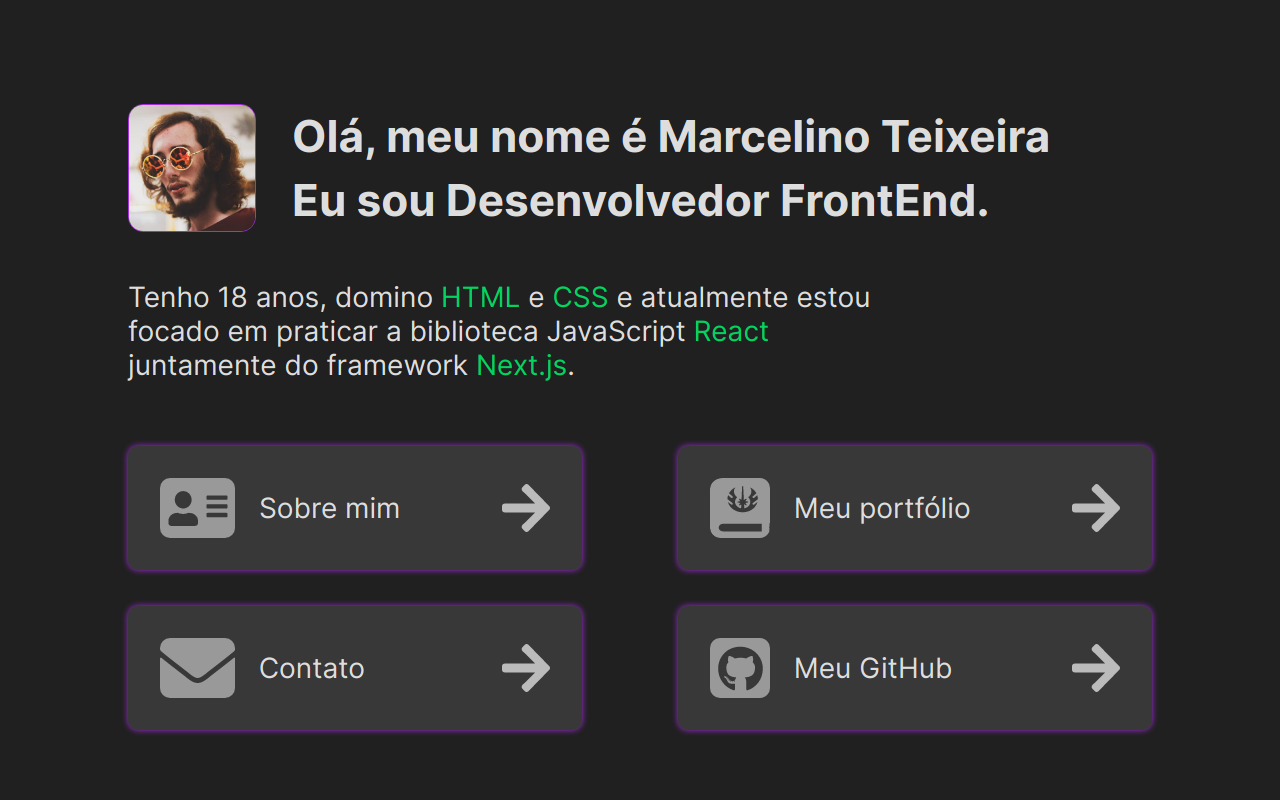 Olá, meu nome é Marcelino Teixeira
Eu sou Desenvolvedor FrontEnd.
Tenho 18 anos, domino HTML e CSS e atualmente estou
focado em praticar a biblioteca JavaScript React
juntamente do framework Next.js.
Sobre mim
Meu portfólio
Contato
Meu GitHub